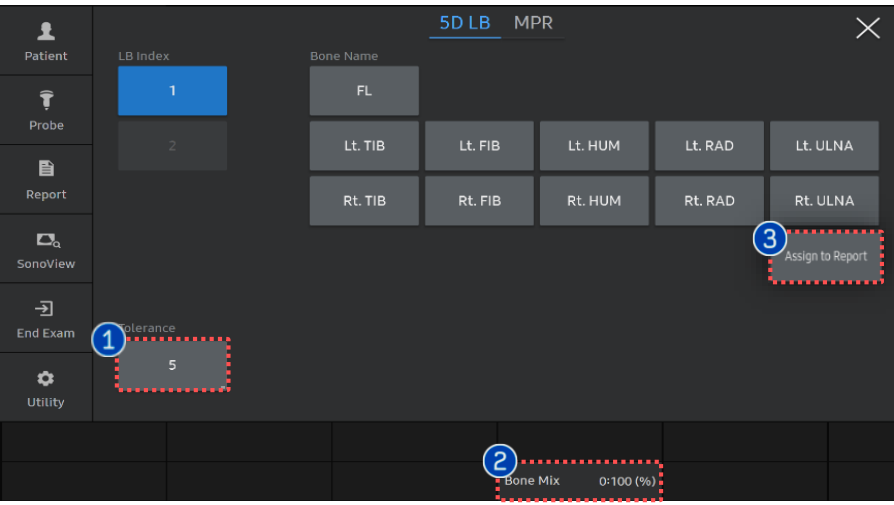 5D LB MPR
Patient
Probe
Report
SonoView
End Exam
Utility
LB Index
1
2
Bone Name
FL
Lt. TIB Lt. FIB Lt. HUM Lt. RAD Lt. ULNA
Rt. TIB Rt. FIB Rt. HUM Rt. RAD Rt. ULNA
3
Assign to Report
1
Tolerance
5
2
Bone Mix 0:100 (%)